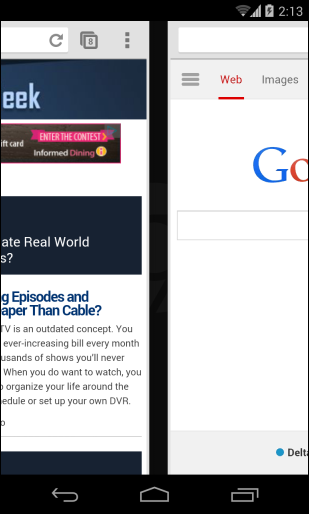 2:13
8
eek
ift card
ENTER THE CONTEST
Informed Dining
ate Real World
s?
g Episodes and
aper Than Cable?
TV is an outdated concept. You
ever-increasing bill every month
usands of shows you'll never
When you do want to watch, you
o organize your life around the
hedule or set up your own DVR.
o
Web Images
Go
Delta